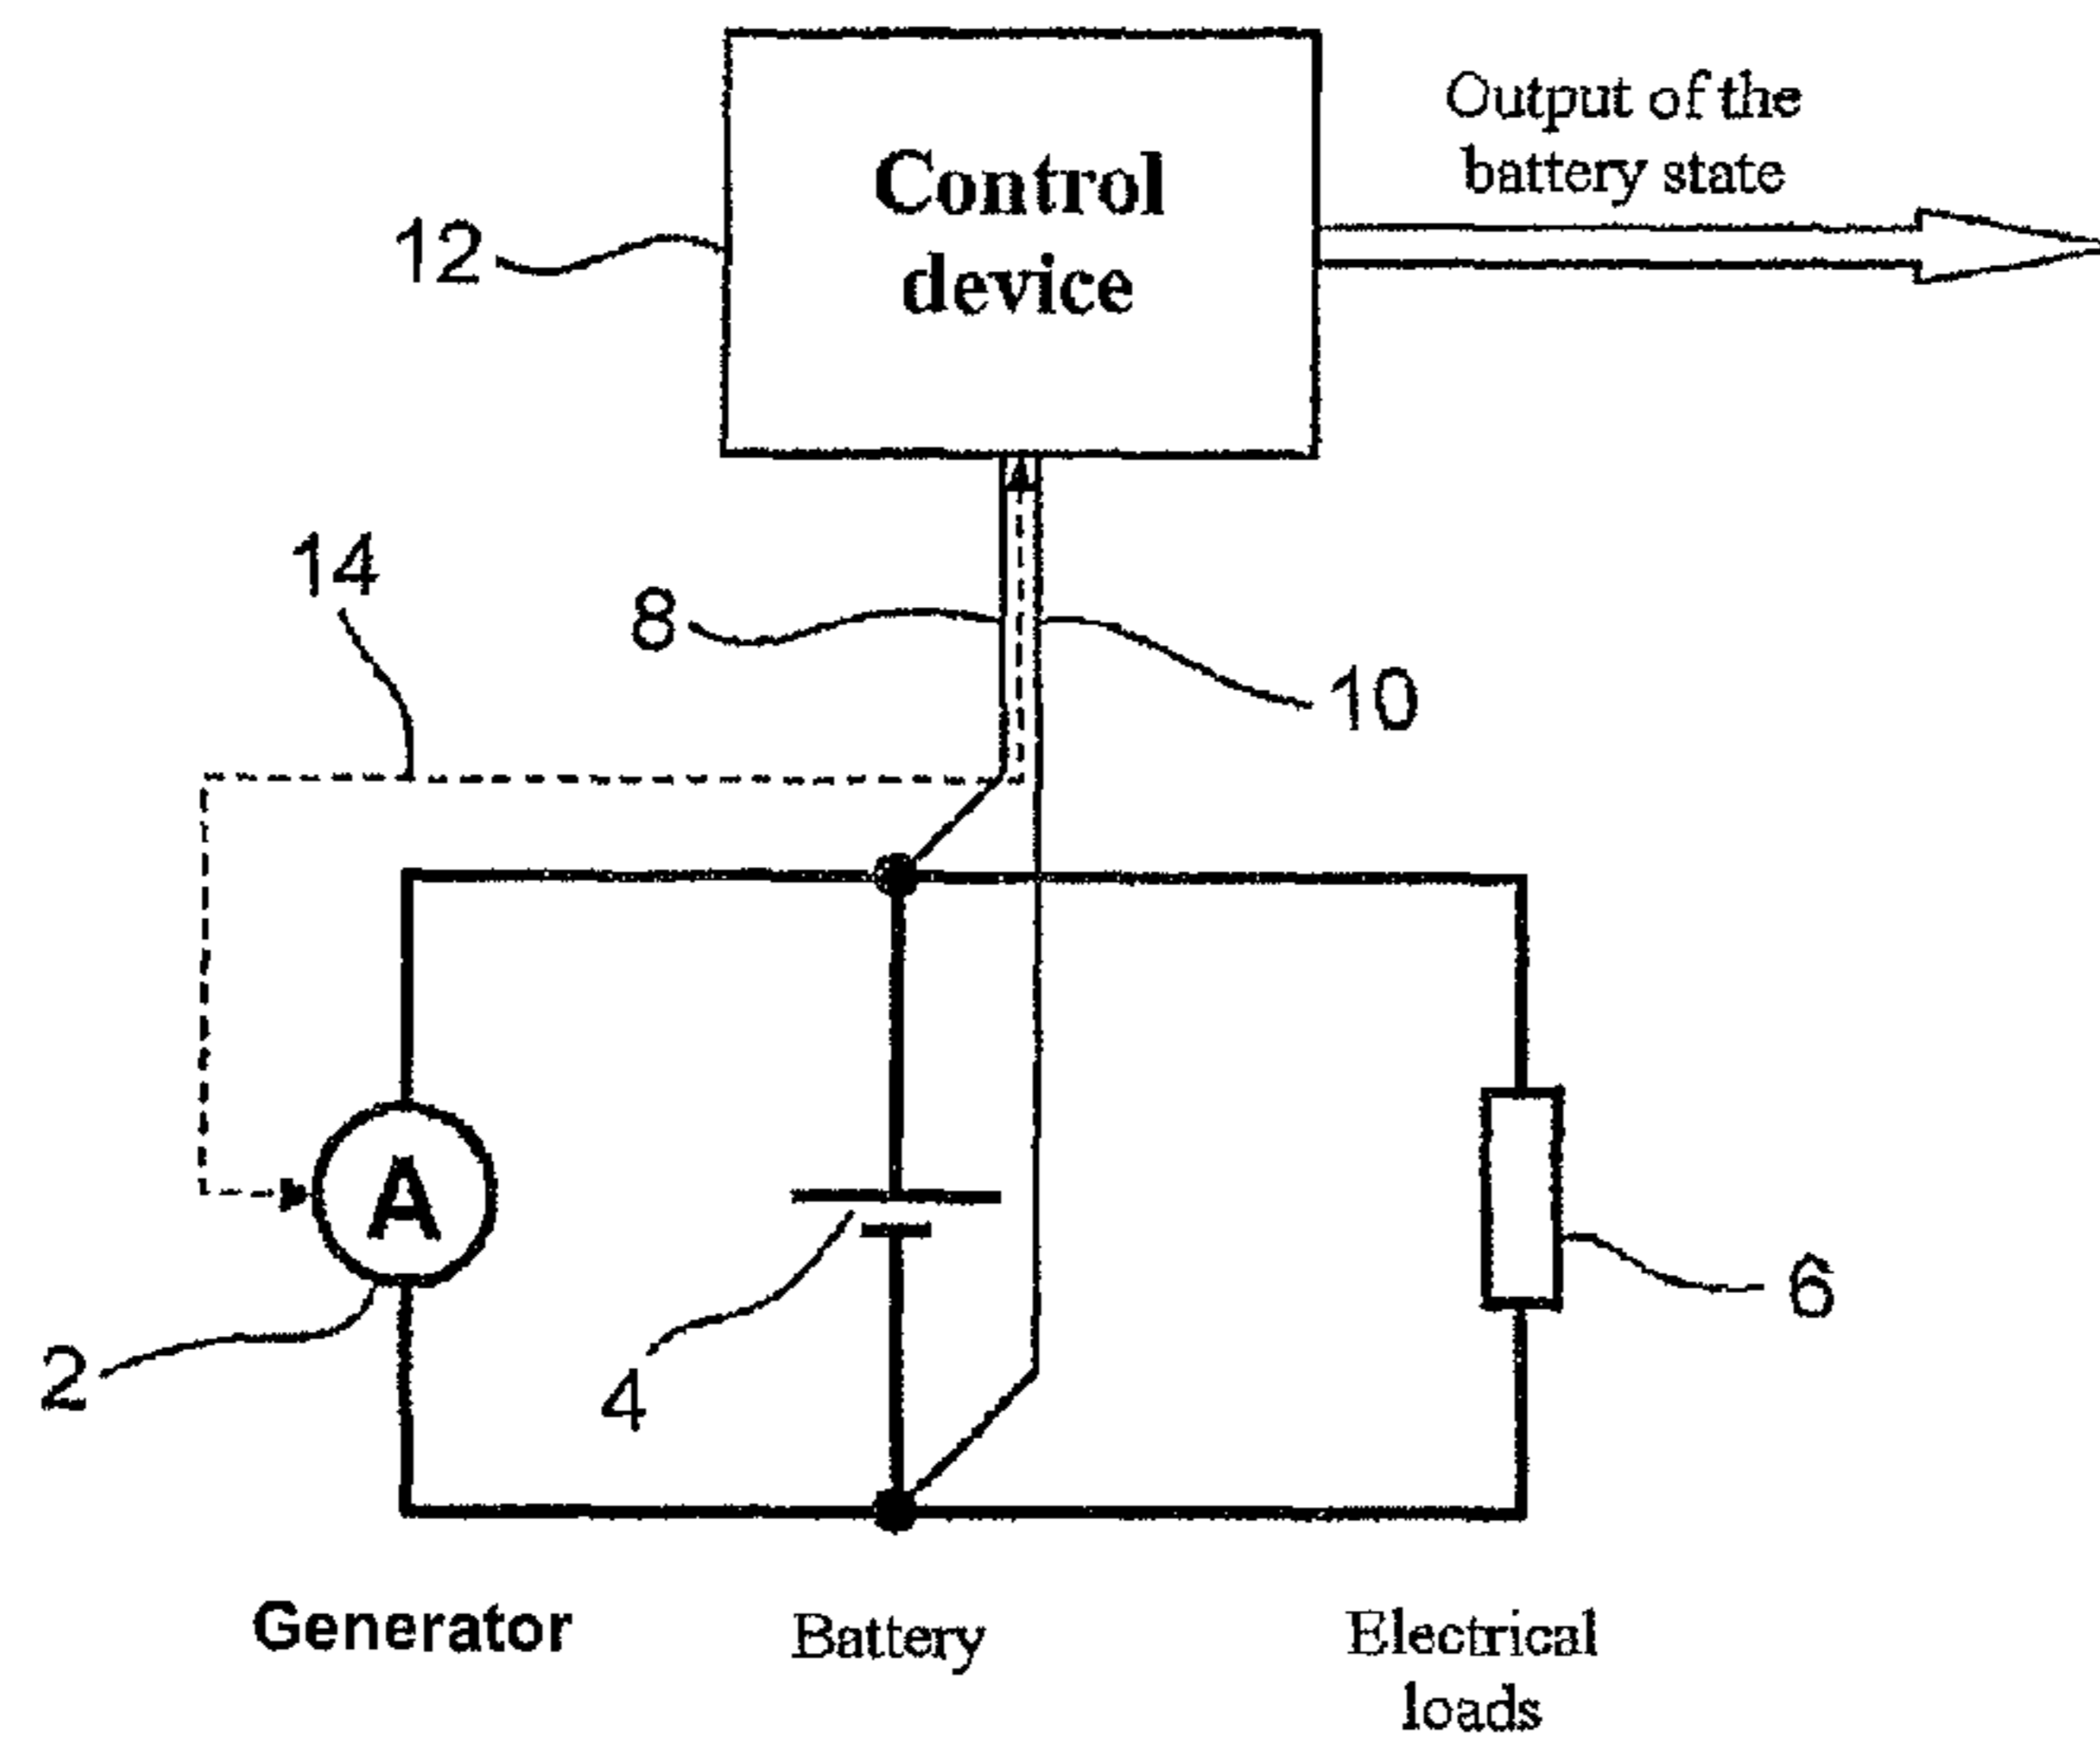 Control
device
Output of the
battery state
12
14
8
10
A
2
4
6
Generator
Battery
Electrical
loads